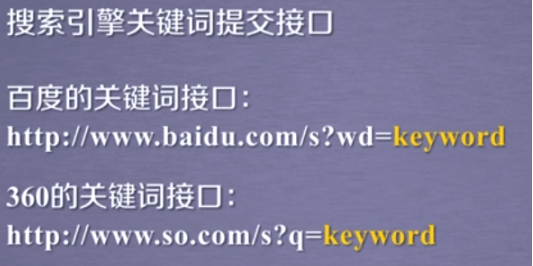 搜索引擎关键词提交接口
百度的关键词接口：
http://www.baidu.com/s?wd=keyword
360的关键词接口：
http://www.so.com/s?q=keyword